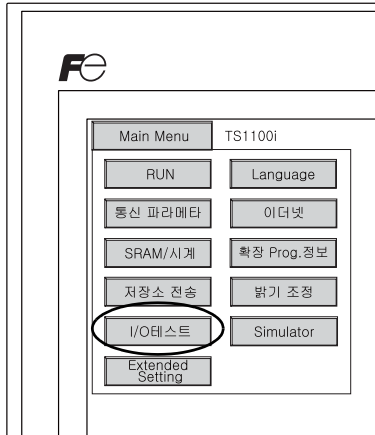 Fe
Main Menu TS1100i
RUN Language
통신 파라메타 이더넷
SRAM/시계 확장 Prog.정보
저장소 전송 밝기 조정
I/O테스트 Simulator
Extended
Setting